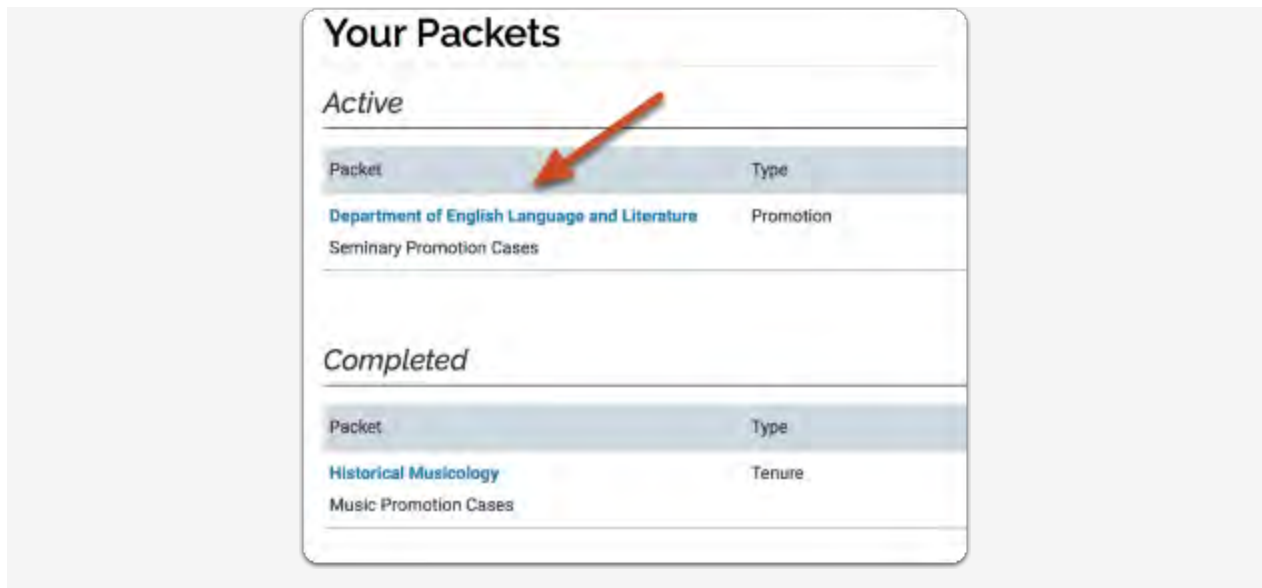 Your Packets
Active
Packet Type
Department of English Language and Literature Promotion
Seminary Promotion Cases
Completed
Packet Type
Historical Musicology Tenure
Music Promotion Cases